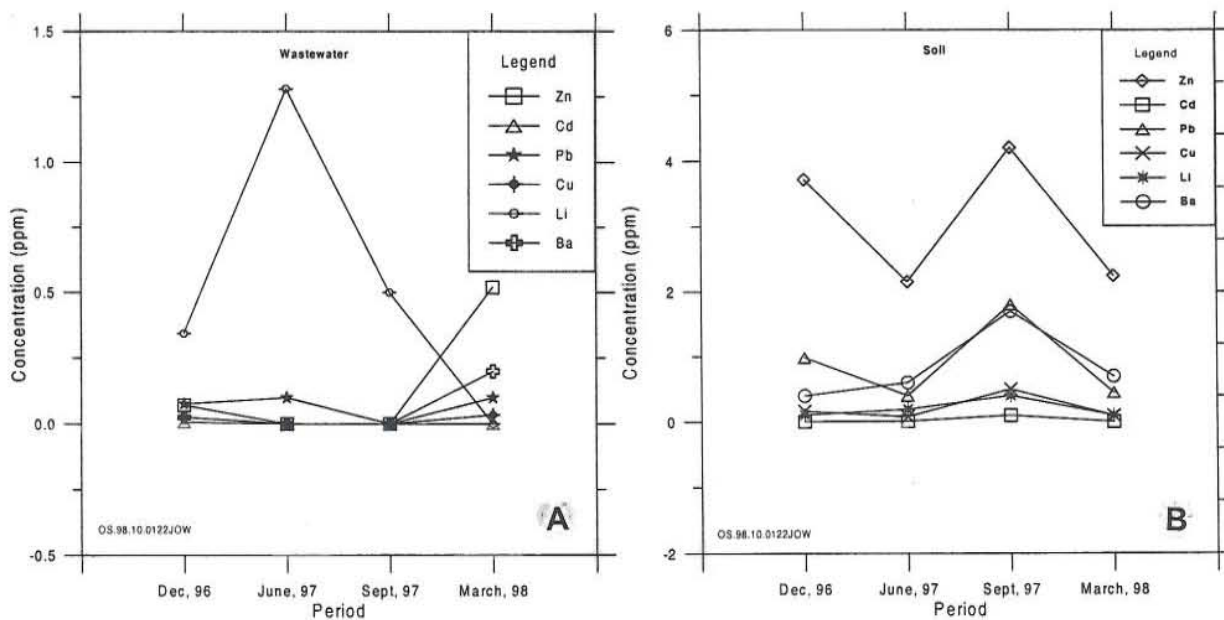 Wastewater
Legend
Zn
Cd
Pb
Cu
Li
Ba
1.5
1.0
0.5
0.0
-0.5
Concentration (ppm)
OS.98.10.0122JOW
A
Dec, 96
June, 97
Sept, 97
March, 98
Period
Soil
Legend
Zn
Cd
Pb
Cu
Li
Ba
6
4
2
0
-2
Concentration (ppm)
OS.98.10.0122JOW
B
Dec, 96
June, 97
Sept, 97
March, 98
Period